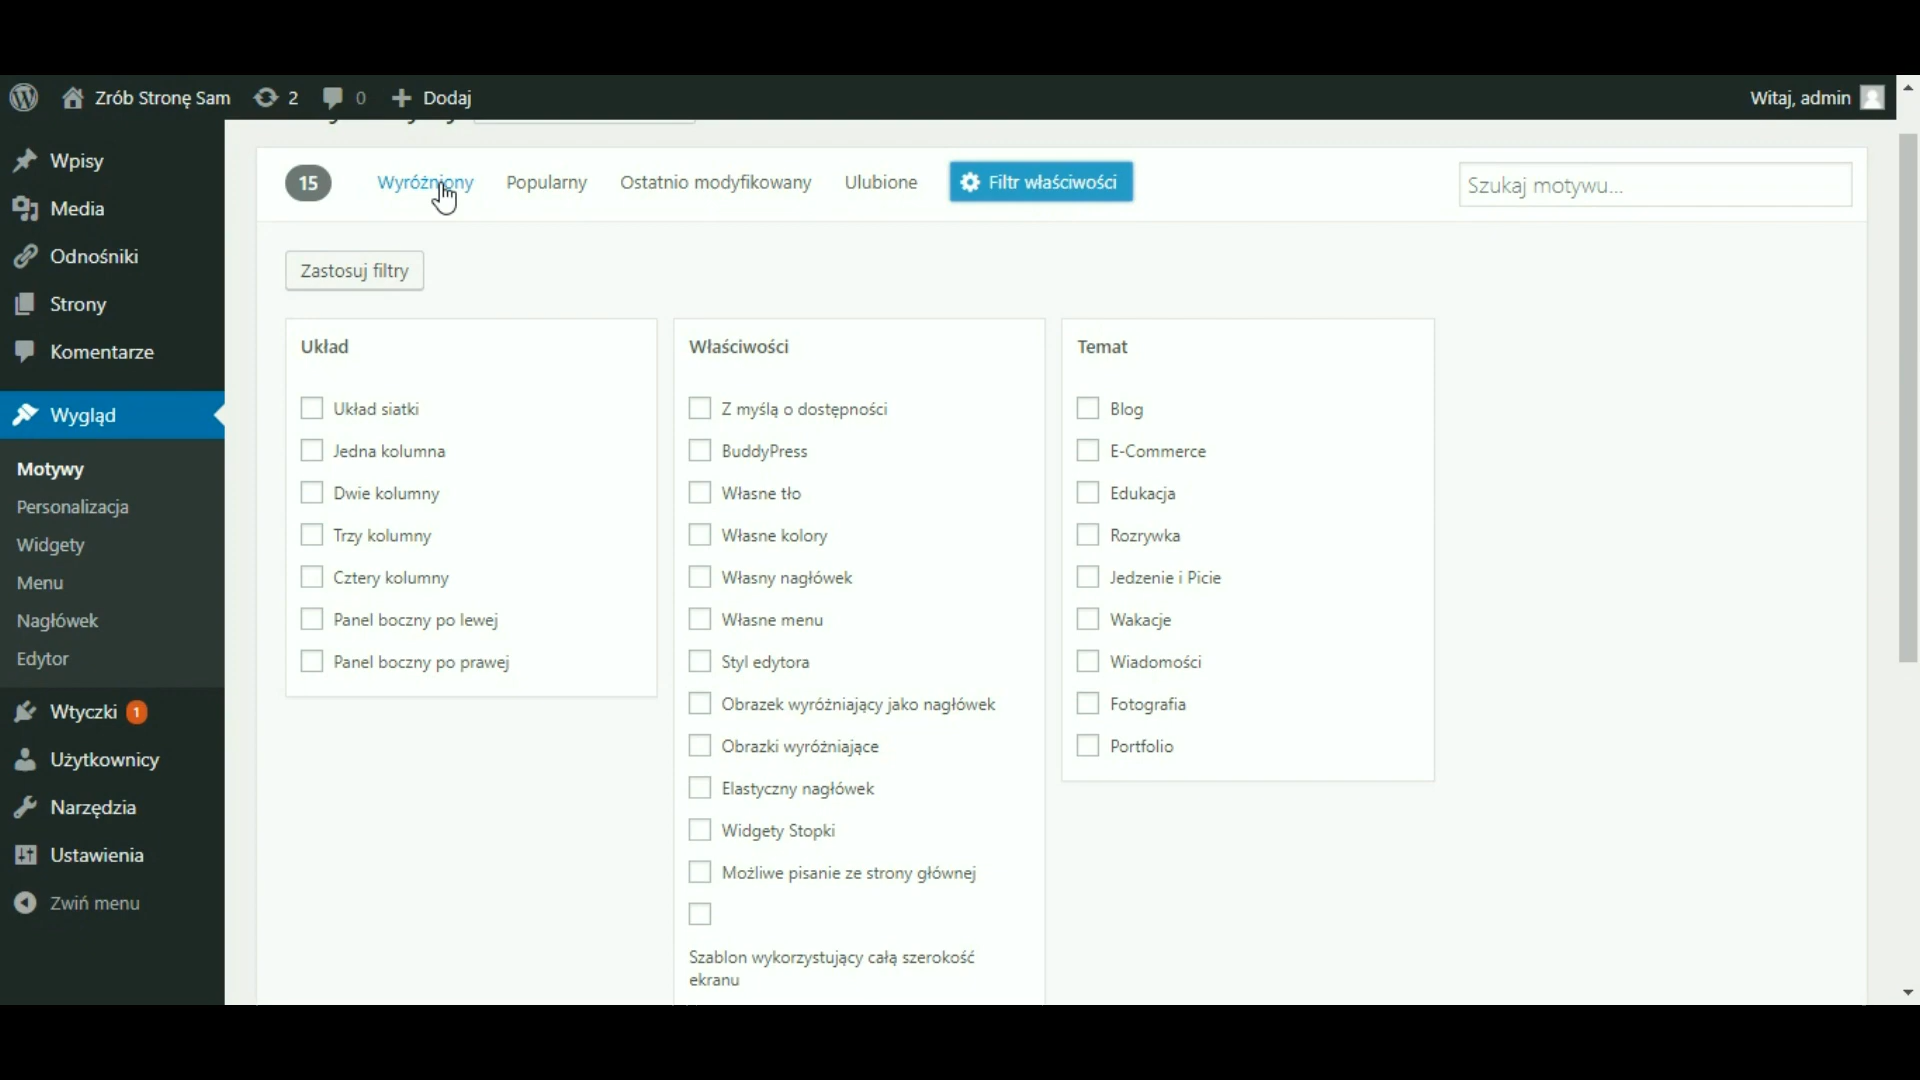 Zrób Stronę Sam 2 0 Dodaj Witaj, admin
Wpisy
Media
Odnośniki
Strony
Komentarze
Wygląd
Motywy
Personalizacja
Widgety
Menu
Nagłówek
Edytor
Wtyczki 1
Użytkownicy
Narzędzia
Ustawienia
Zwiń menu
15 Wyróżniony Popularny Ostatnio modyfikowany Ulubione Filtr właściwości Szukaj motywu...
Zastosuj filtry
Układ
Układ siatki
Jedna kolumna
Dwie kolumny
Trzy kolumny
Cztery kolumny
Panel boczny po lewej
Panel boczny po prawej
Właściwości
Z myślą o dostępności
BuddyPress
Własne tło
Własne kolory
Własny nagłówek
Własne menu
Styl edytora
Obrazek wyróżniający jako nagłówek
Obrazki wyróżniające
Elastyczny nagłówek
Widgety Stopki
Możliwe pisanie ze strony głównej
Szablon wykorzystujący całą szerokość
ekranu
Temat
Blog
E-Commerce
Edukacja
Rozrywka
Jedzenie i Picie
Wakacje
Wiadomości
Fotografia
Portfolio